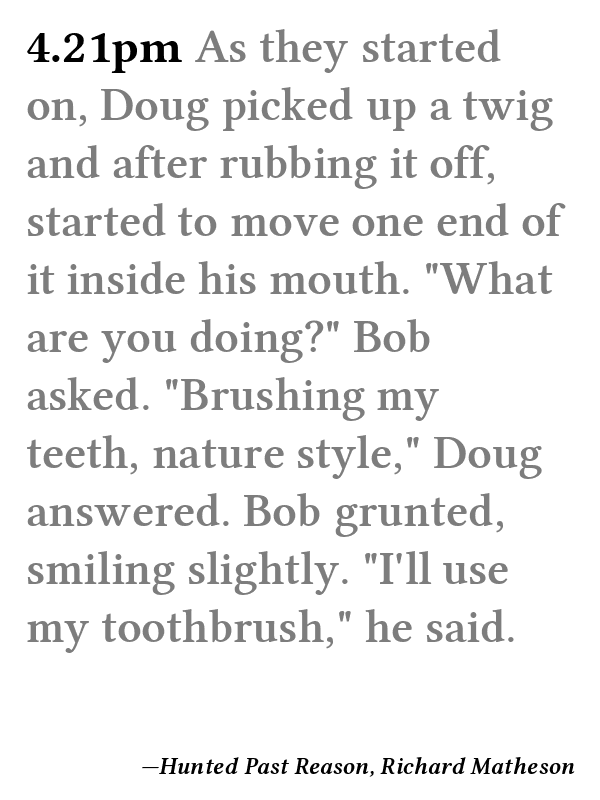 4.21pm As they started
on, Doug picked up a twig
and after rubbing it off,
started to move one end of
it inside his mouth. "What
are you doing?" Bob
asked. "Brushing my
teeth, nature style," Doug
answered. Bob grunted,
smiling slightly. "I'll use
my toothbrush," he said.
—Hunted Past Reason, Richard Matheson